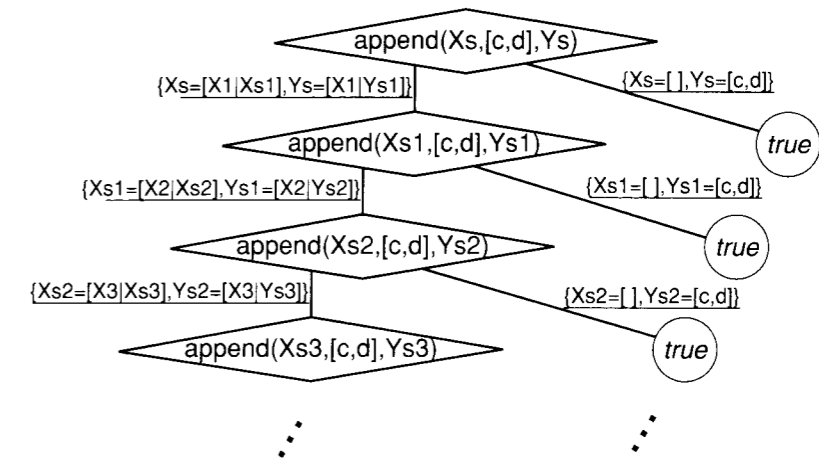 append(Xs,[c,d],Ys)
{Xs=[X1|Xs1],Ys=[X1|Ys1]}
{Xs=[ ],Ys=[c,d]}
append(Xs1,[c,d],Ys1)
true
{Xs1=[X2|Xs2],Ys1=[X2|Ys2]}
{Xs1=[ ],Ys1=[c,d]}
append(Xs2,[c,d],Ys2)
true
{Xs2=[X3|Xs3],Ys2=[X3|Ys3]}
{Xs2=[ ],Ys2=[c,d]}
append(Xs3,[c,d],Ys3)
true